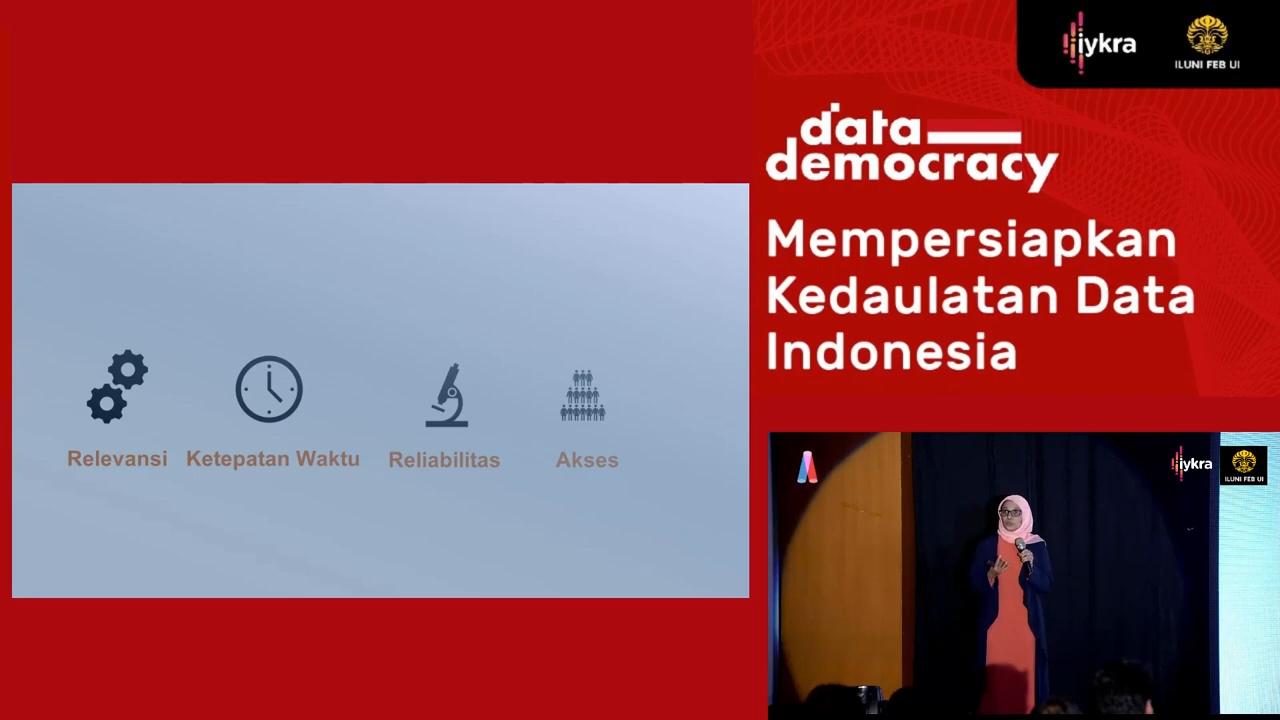 iykra
ILUNI FEB UI
data
democracy
Mempersiapkan
Kedaulatan Data
Indonesia
Relevansi
Ketepatan Waktu
Reliabilitas
Akses
iykra
ILUNI FEB UI